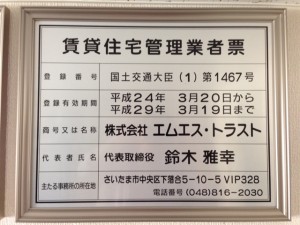 賃貸住宅管理業者票
登録番号 国土交通大臣(1)第1467号
登録有効期間 平成24年 3月20日から
平成29年 3月19日まで
商号又は名称 株式会社 エムエス・トラスト
代表者氏名 代表取締役 鈴木 雅幸
主たる事務所の所在地 さいたま市中央区下落合5-10-5 VIP328
電話番号 (048)816-2030